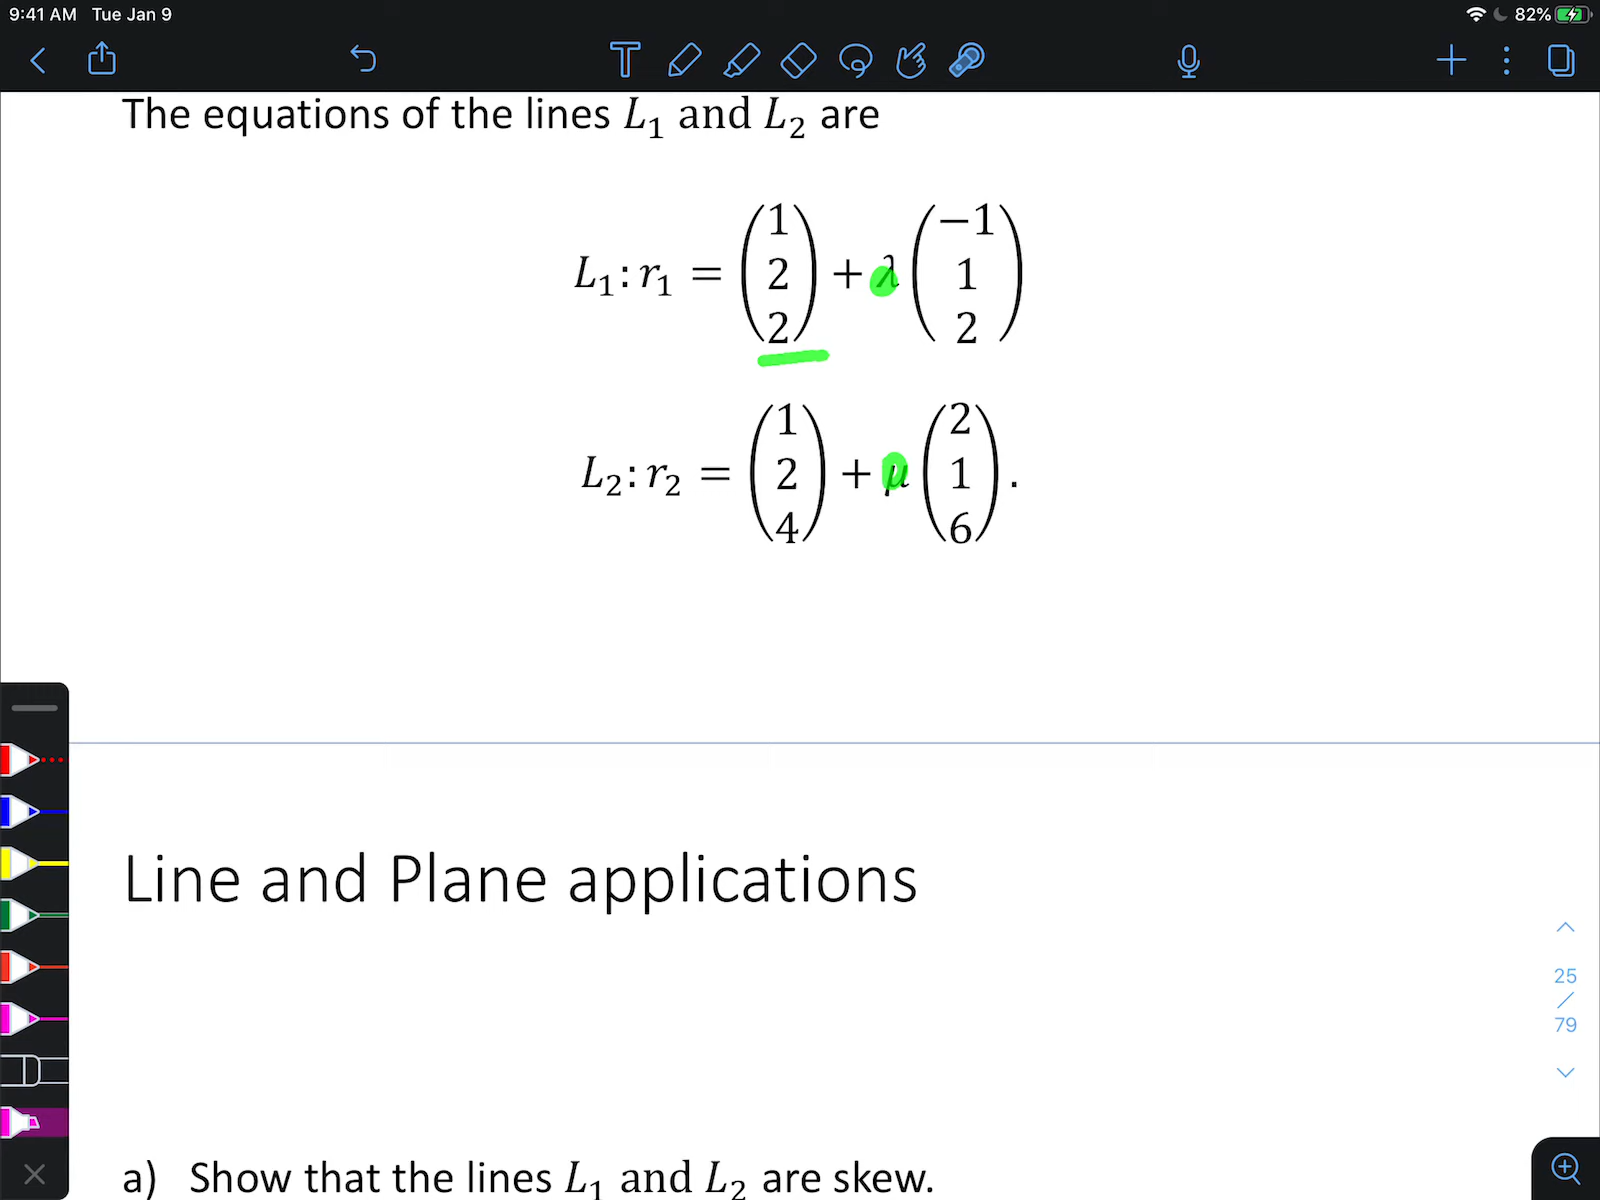 9:41 AM Tue Jan 9 82%
The equations of the lines L₁ and L₂ are
L₁: r₁ = (1 2 2) + λ (−1 1 2)
L₂: r₂ = (1 2 4) + μ (2 1 6).
Line and Plane applications
25
/
79
a) Show that the lines L₁ and L₂ are skew.